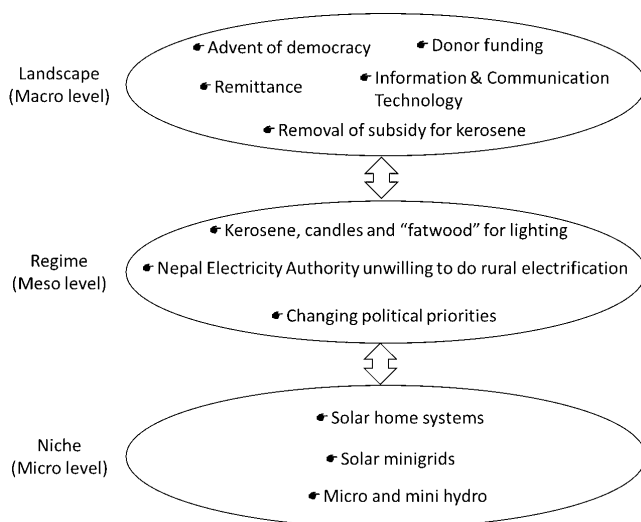 Landscape
(Macro level)
Advent of democracy
Donor funding
Remittance
Information & Communication
Technology
Removal of subsidy for kerosene
Regime
(Meso level)
Kerosene, candles and “fatwood” for lighting
Nepal Electricity Authority unwilling to do rural electrification
Changing political priorities
Niche
(Micro level)
Solar home systems
Solar minigrids
Micro and mini hydro